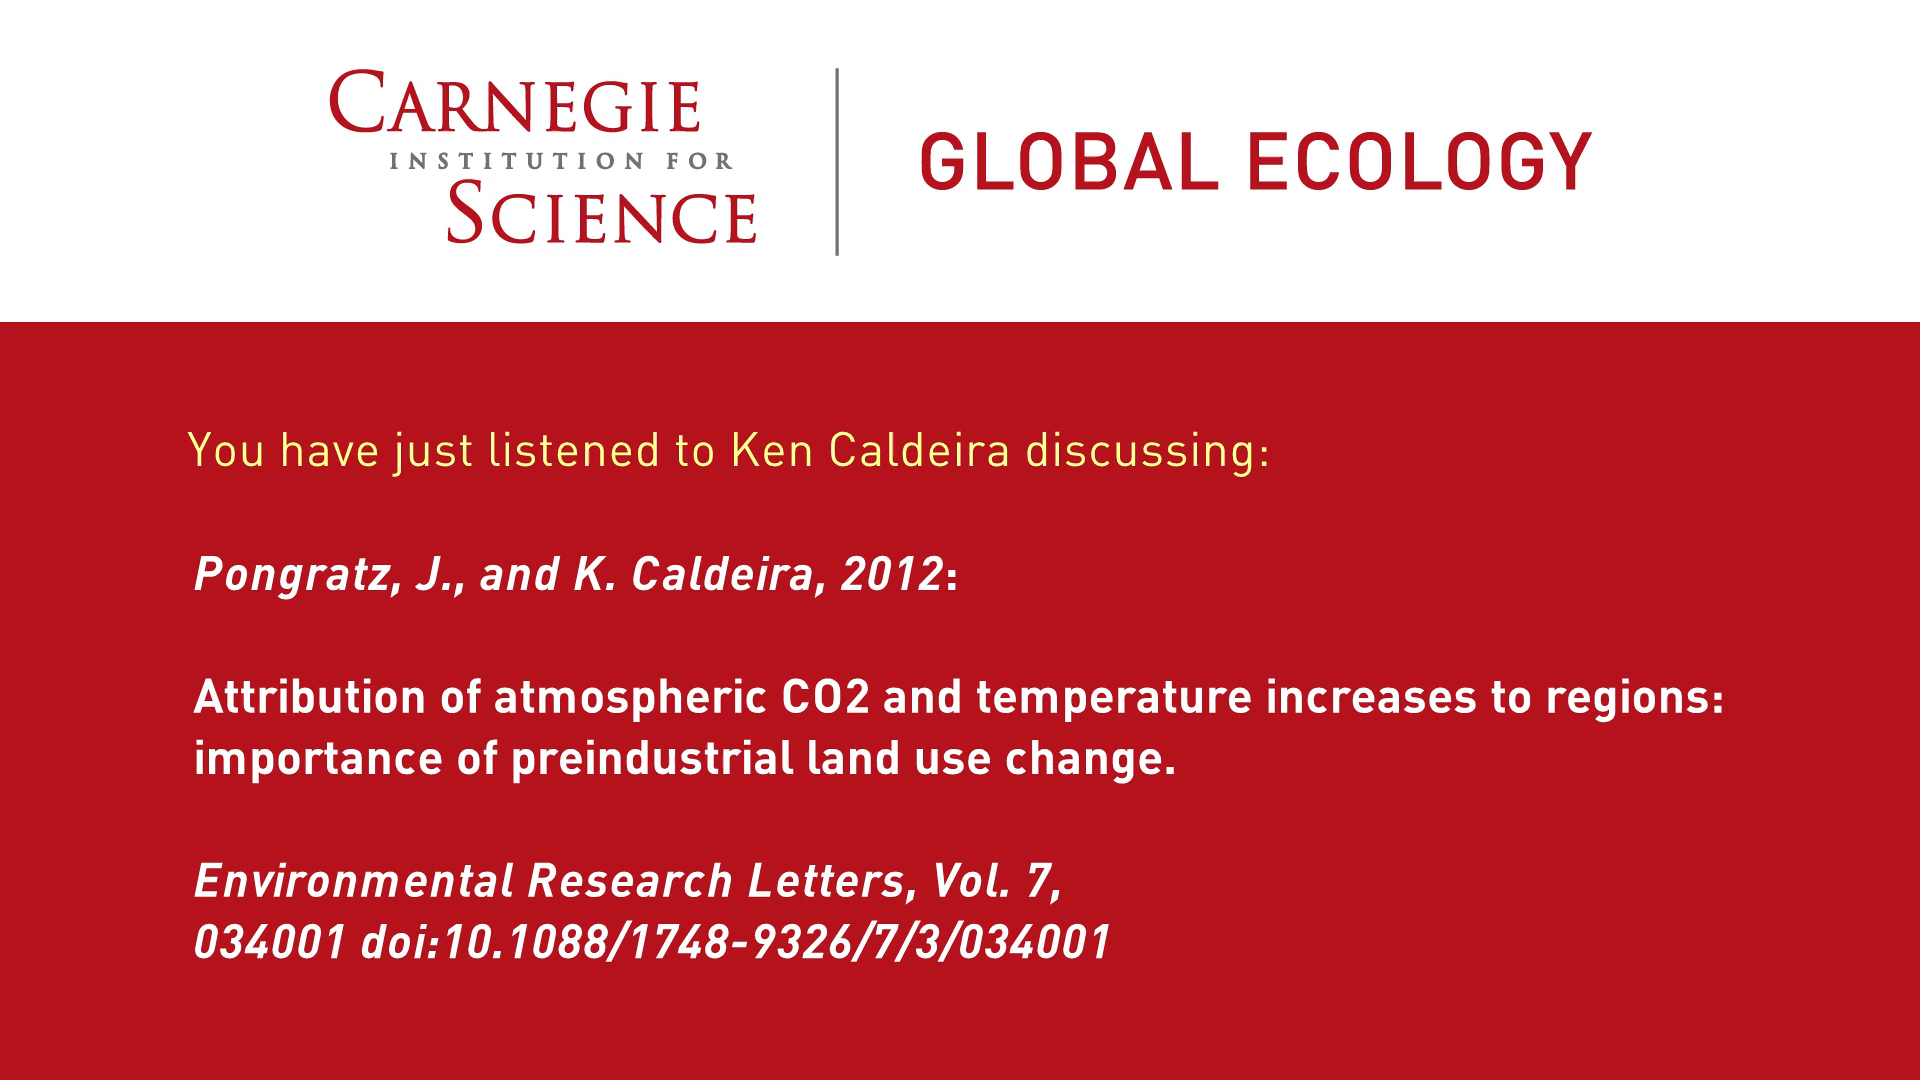 CARNEGIE
INSTITUTION FOR
SCIENCE
GLOBAL ECOLOGY
You have just listened to Ken Caldeira discussing:
Pongratz, J., and K. Caldeira, 2012:
Attribution of atmospheric CO2 and temperature increases to regions:
importance of preindustrial land use change.
Environmental Research Letters, Vol. 7,
034001 doi:10.1088/1748-9326/7/3/034001